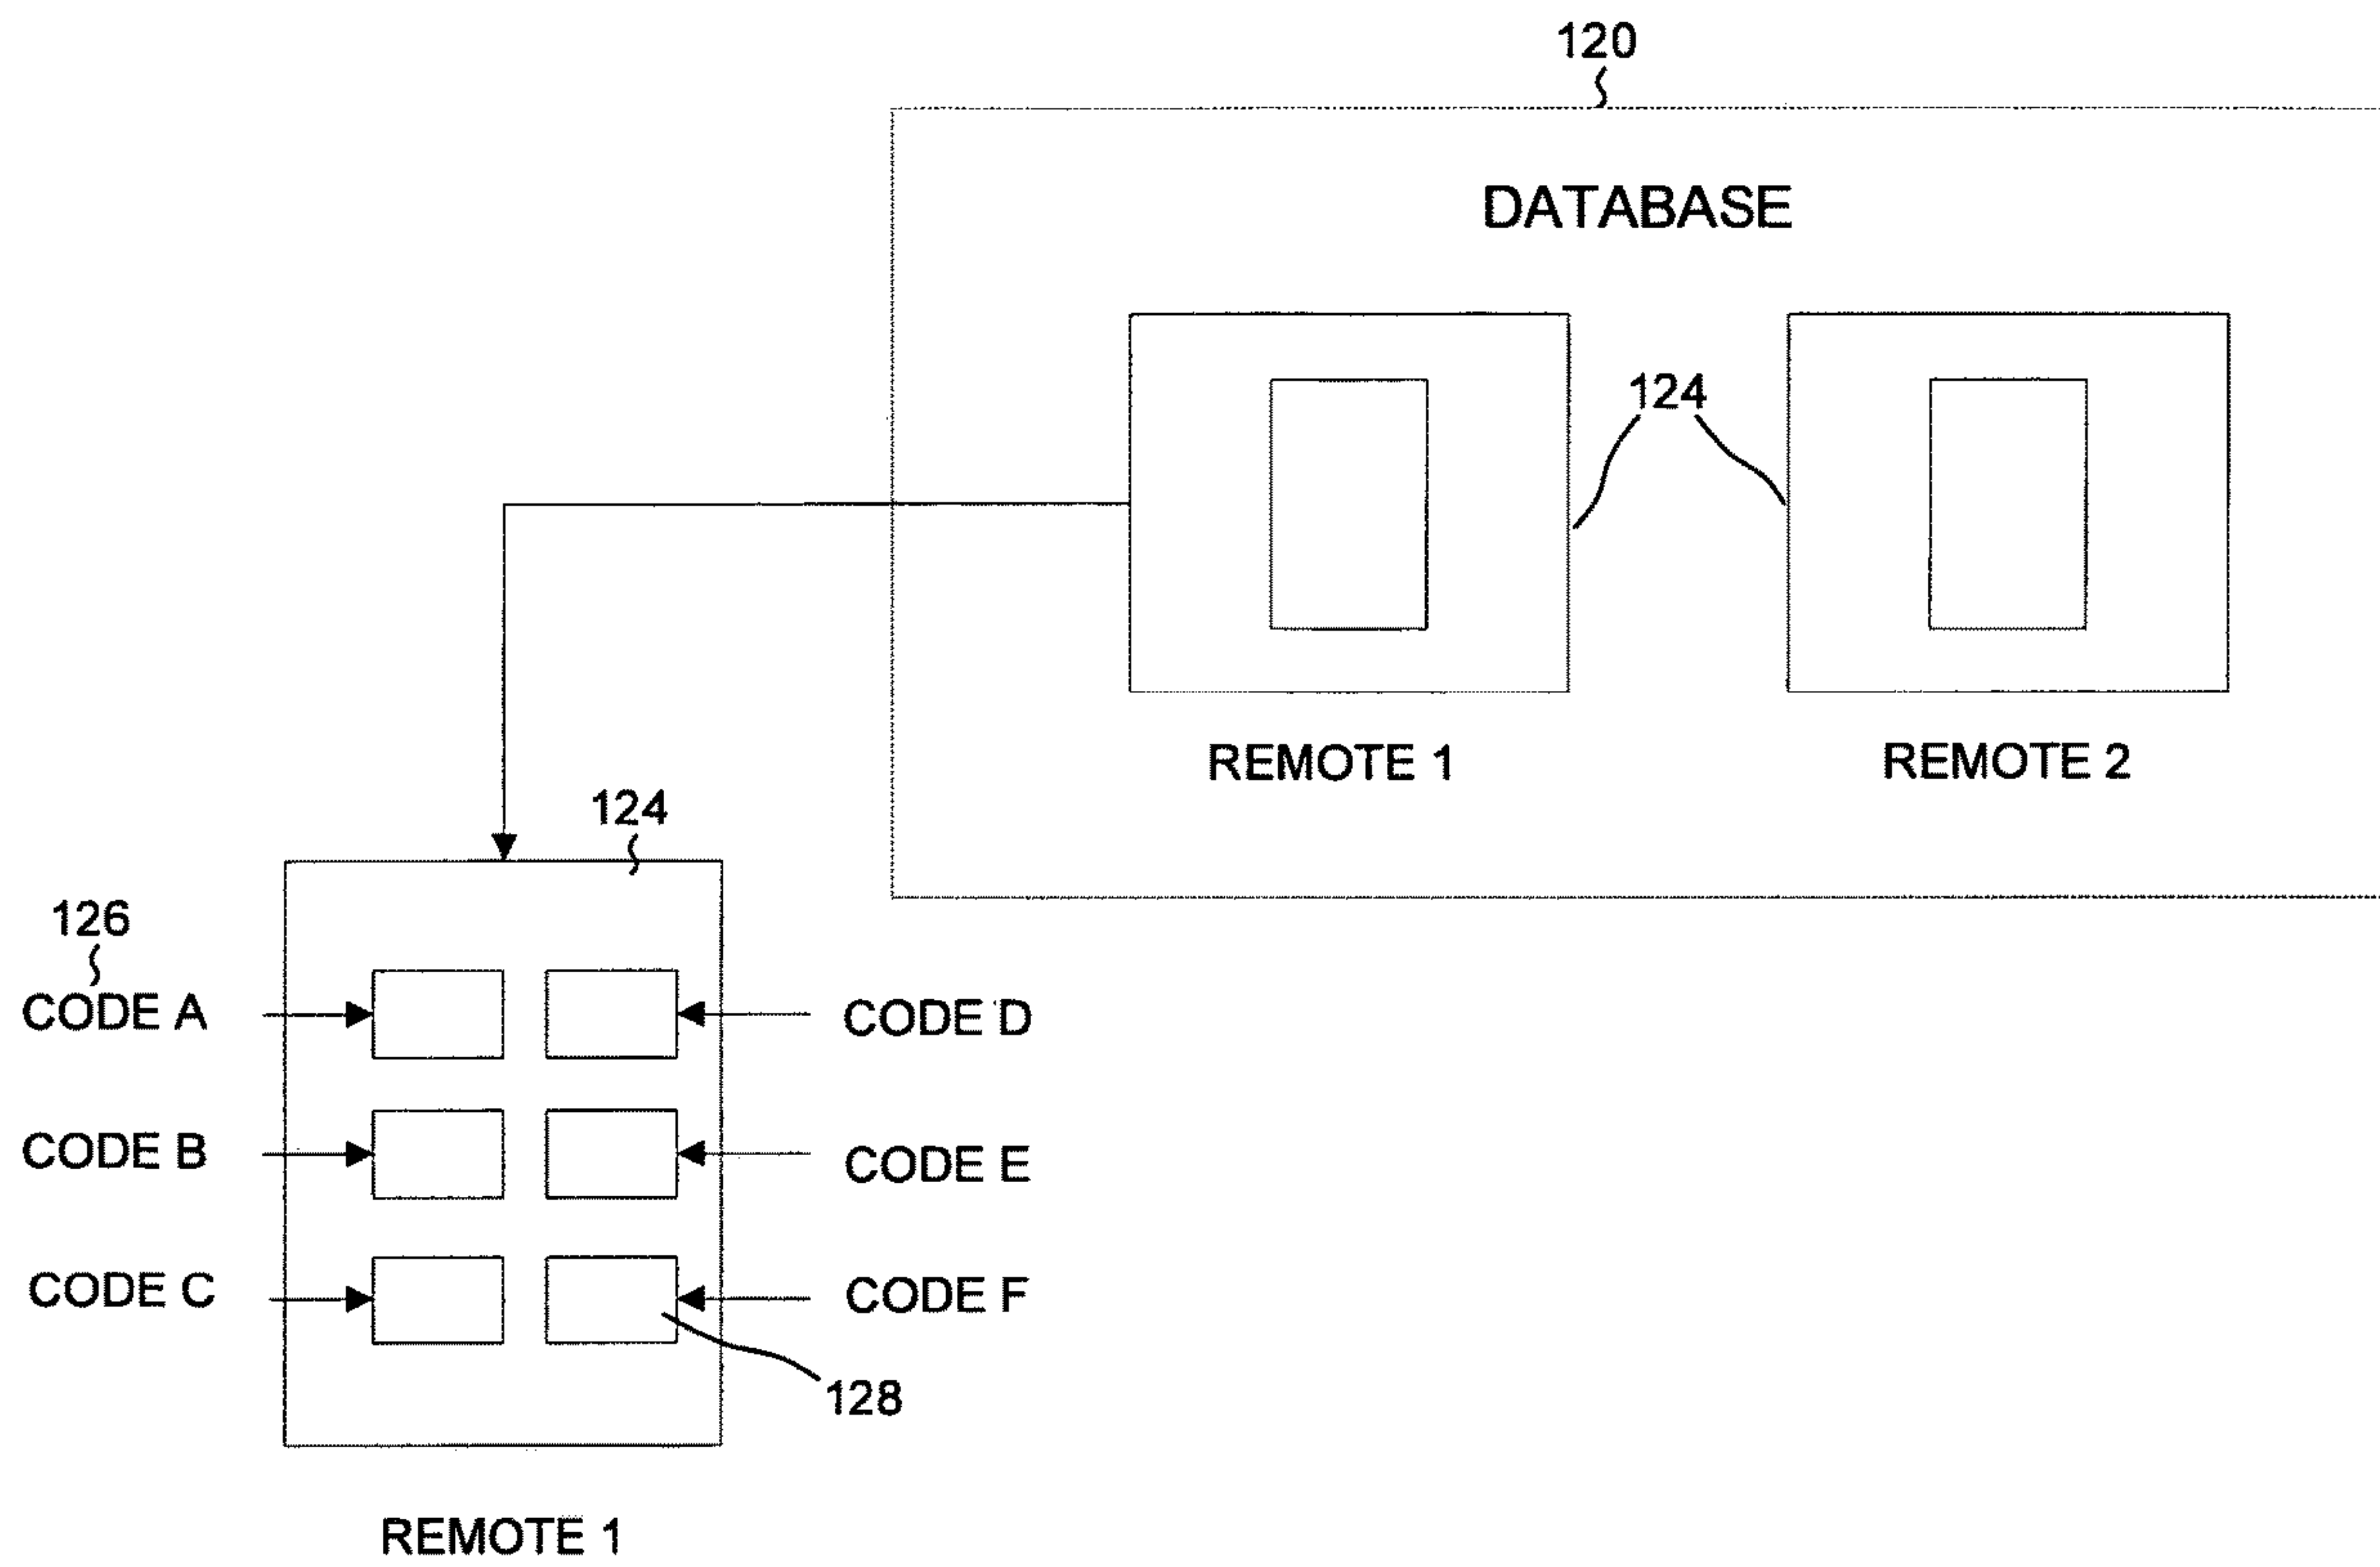 120
DATABASE
124
REMOTE 1
REMOTE 2
124
126
CODE A
CODE D
CODE B
CODE E
CODE C
CODE F
128
REMOTE 1